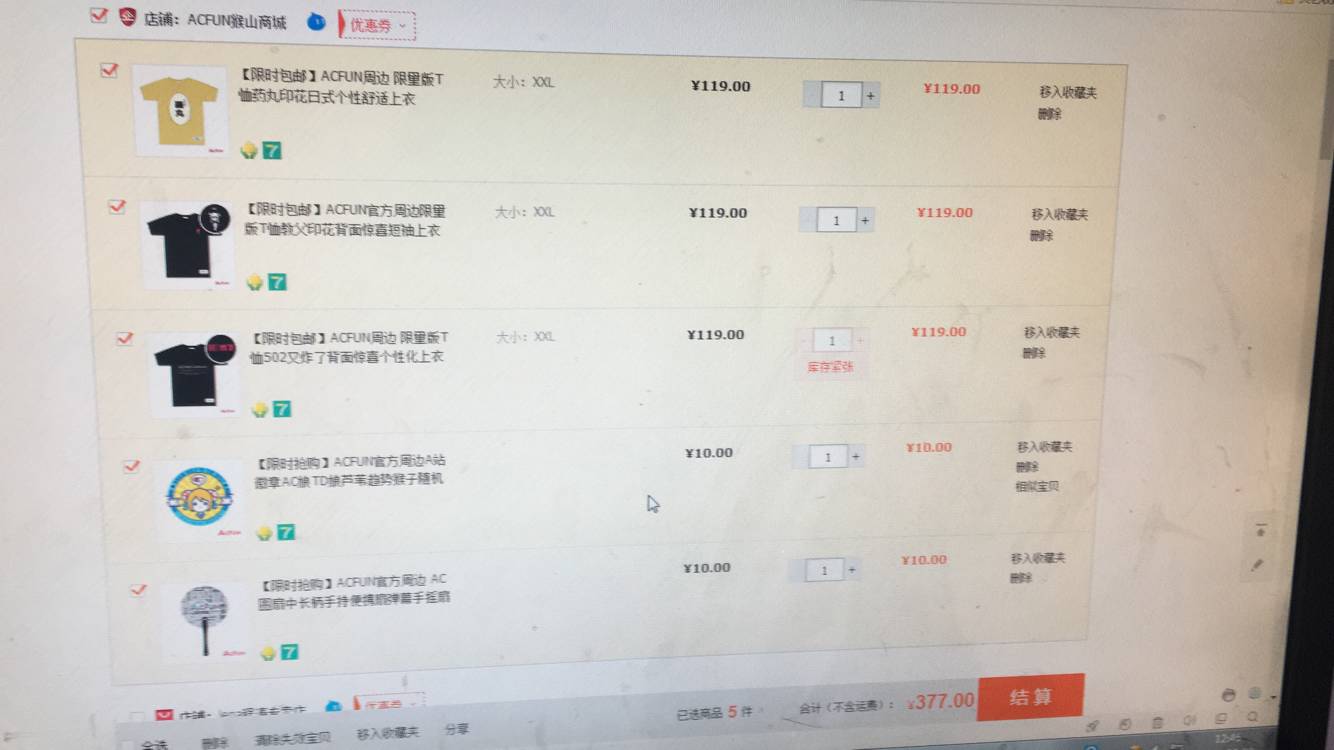 店铺：ACFUN猴山商城
优惠券
【限时包邮】ACFUN周边 限量版T
恤药丸印花日式个性舒适上衣
大小：XXL
¥119.00
1 +
¥119.00
移入收藏夹
删除
7
【限时包邮】ACFUN官方周边限量
版T恤教父印花背面惊喜短袖上衣
大小：XXL
¥119.00
1 +
¥119.00
移入收藏夹
删除
7
【限时包邮】ACFUN周边 限量版T
恤502又炸了背面惊喜个性化上衣
大小：XXL
¥119.00
- 1 +
库存紧张
¥119.00
移入收藏夹
删除
7
【限时抢购】ACFUN官方周边A站
徽章AC娘TD娘芦苇趋势猴子随机
¥10.00
1 +
¥10.00
移入收藏夹
删除
相似宝贝
7
【限时抢购】ACFUN官方周边 AC
团扇中长柄手持便携扇弹幕手摇扇
¥10.00
1 +
¥10.00
移入收藏夹
删除
7
店铺：
优惠券
全选
删除
清除失效宝贝
移入收藏夹
分享
已选商品 5 件
合计（不含运费）：
¥377.00
结算
12:45